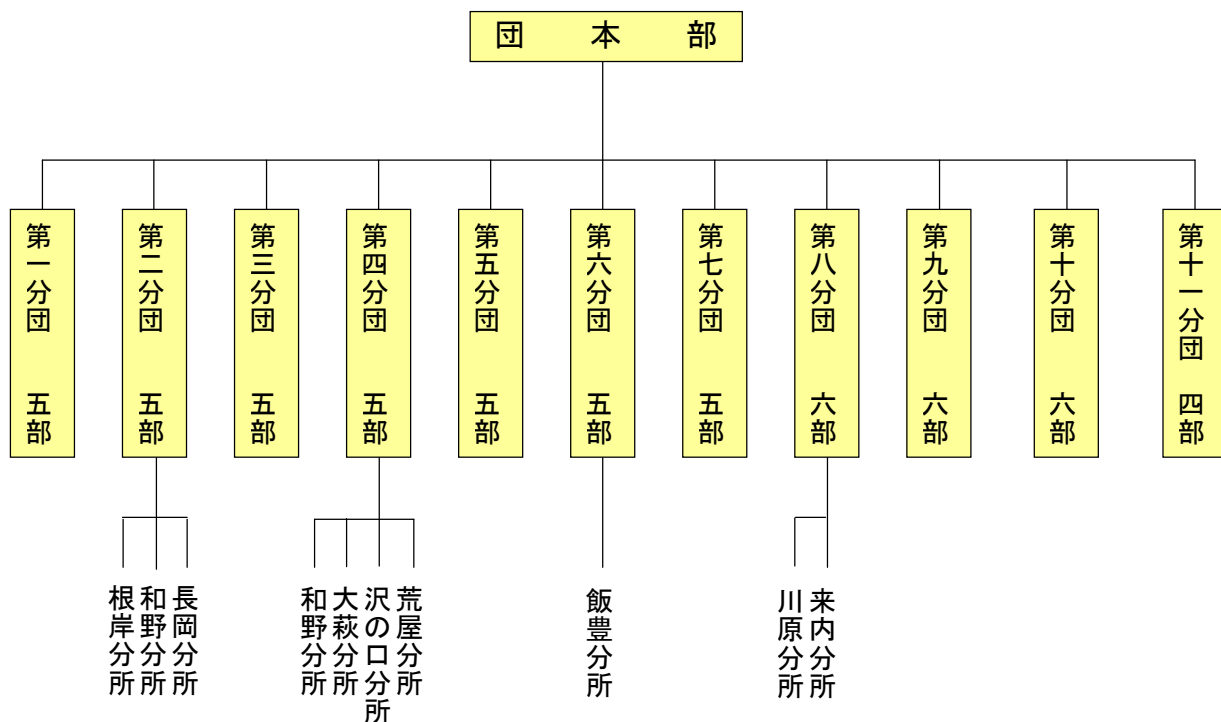 団本部
第一分団 五部
第二分団 五部
第三分団 五部
第四分団 五部
第五分団 五部
第六分団 五部
第七分団 五部
第八分団 六部
第九分団 六部
第十分団 六部
第十一分団 四部
根岸分所
和野分所
長岡分所
和野分所
大萩分所
沢の口分所
荒屋分所
飯豊分所
川原分所
来内分所